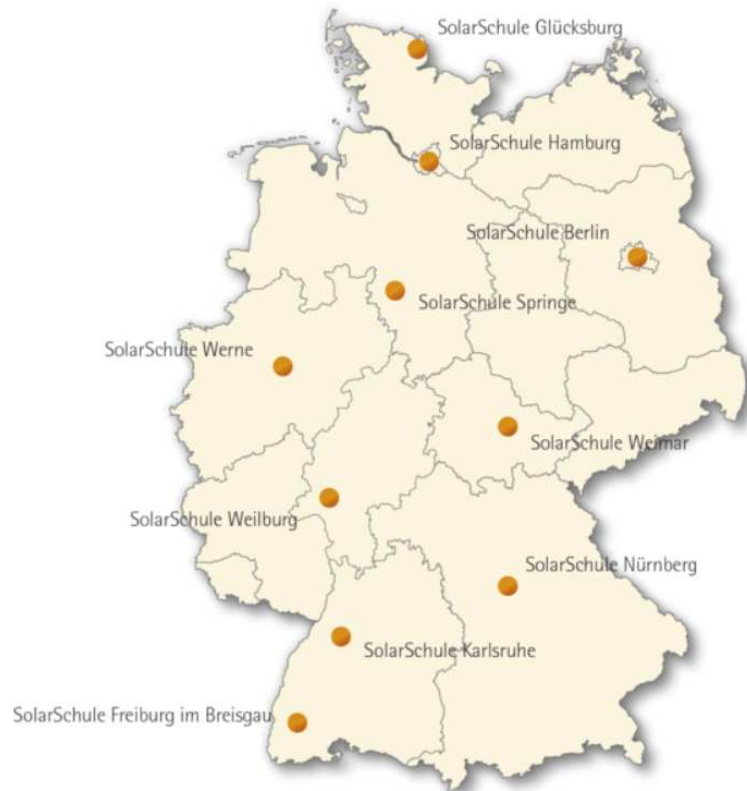 SolarSchule Glücksburg
SolarSchule Hamburg
SolarSchule Berlin
SolarSchule Springe
SolarSchule Werne
SolarSchule Weimar
SolarSchule Weilburg
SolarSchule Nürnberg
SolarSchule Karlsruhe
SolarSchule Freiburg im Breisgau